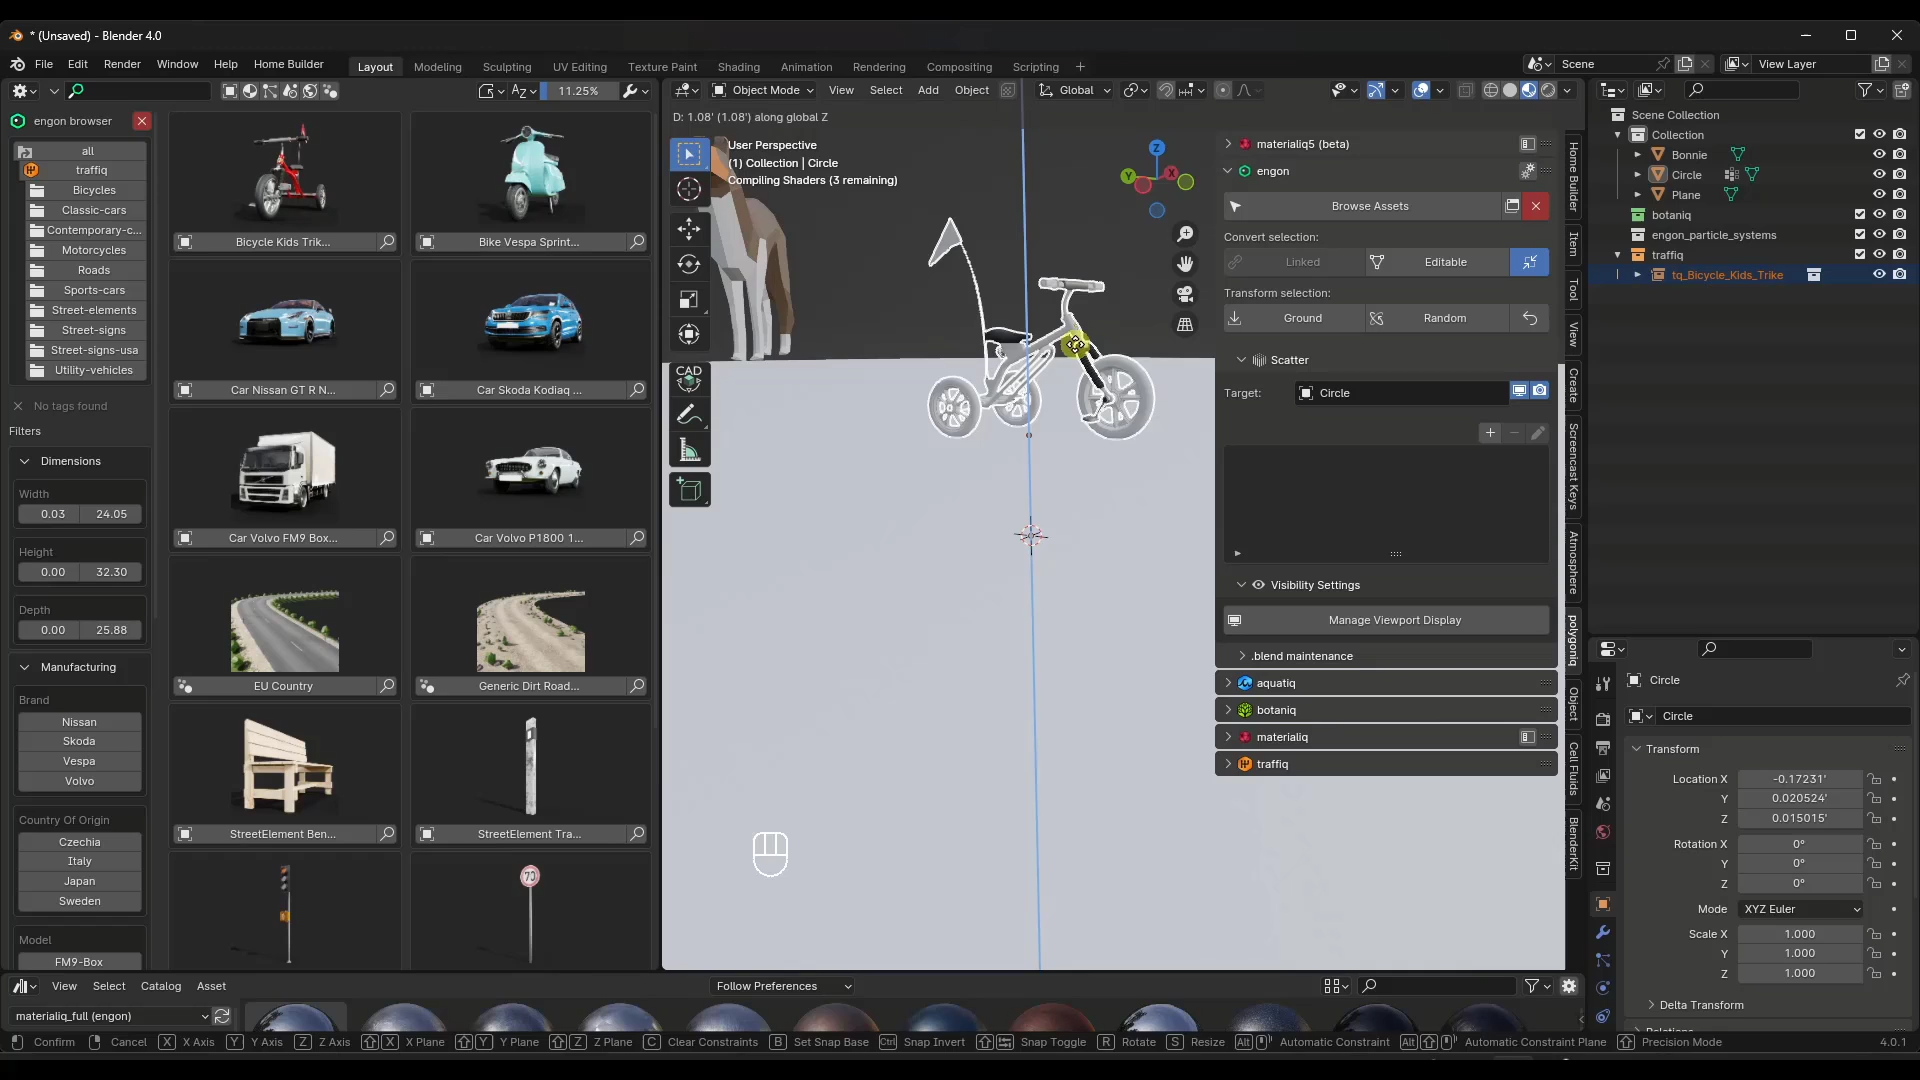 * (Unsaved) - Blender 4.0
File Edit Render Window Help Home Builder
Layout Modeling Sculpting UV Editing Texture Paint Shading Animation Rendering Compositing Scripting +
Scene
View Layer
11.25%
Object Mode View Select Add Object Global
engon browser
all
traffiq
Bicycles
Classic-cars
Contemporary-c...
Motorcycles
Roads
Sports-cars
Street-elements
Street-signs
Street-signs-usa
Utility-vehicles
No tags found
Filters
Dimensions
Width
0.03 24.05
Height
0.00 32.30
Depth
0.00 25.88
Manufacturing
Brand
Nissan
Skoda
Vespa
Volvo
Country Of Origin
Czechia
Italy
Japan
Sweden
Model
FM9-Box
Bicycle Kids Trik...
Bike Vespa Sprint...
Car Nissan GT R N...
Car Skoda Kodiaq ...
Car Volvo FM9 Box...
Car Volvo P1800 1...
EU Country
Generic Dirt Road...
StreetElement Ben...
StreetElement Tra...
70
D: 1.08' (1.08') along global Z
User Perspective
(1) Collection | Circle
Compiling Shaders (3 remaining)
Z
Y
X
CAD
materialiq5 (beta)
engon
Browse Assets
Convert selection:
Linked Editable
Transform selection:
Ground Random
Scatter
Target: Circle
Visibility Settings
Manage Viewport Display
.blend maintenance
aquatiq
botaniq
materialiq
traffiq
Home Builder
Item
Tool
View
Create
Screencast Keys
Atmosphere
polygoniq
Object
Cell Fluids
BlenderKit
Scene Collection
Collection
Bonnie
Circle
Plane
botaniq
engon_particle_systems
traffiq
tq_Bicycle_Kids_Trike
Circle
Circle
Transform
Location X -0.17231'
Y 0.020524'
Z 0.015015'
Rotation X 0°
Y 0°
Z 0°
Mode XYZ Euler
Scale X 1.000
Y 1.000
Z 1.000
Delta Transform
View Select Catalog Asset
Follow Preferences
materialiq_full (engon)
Confirm Cancel X X Axis Y Y Axis Z Z Axis X X Plane Y Y Plane Z Z Plane C Clear Constraints B Set Snap Base Ctrl Snap Invert Snap Toggle R Rotate S Resize Alt Automatic Constraint Alt Automatic Constraint Plane Precision Mode
4.0.1